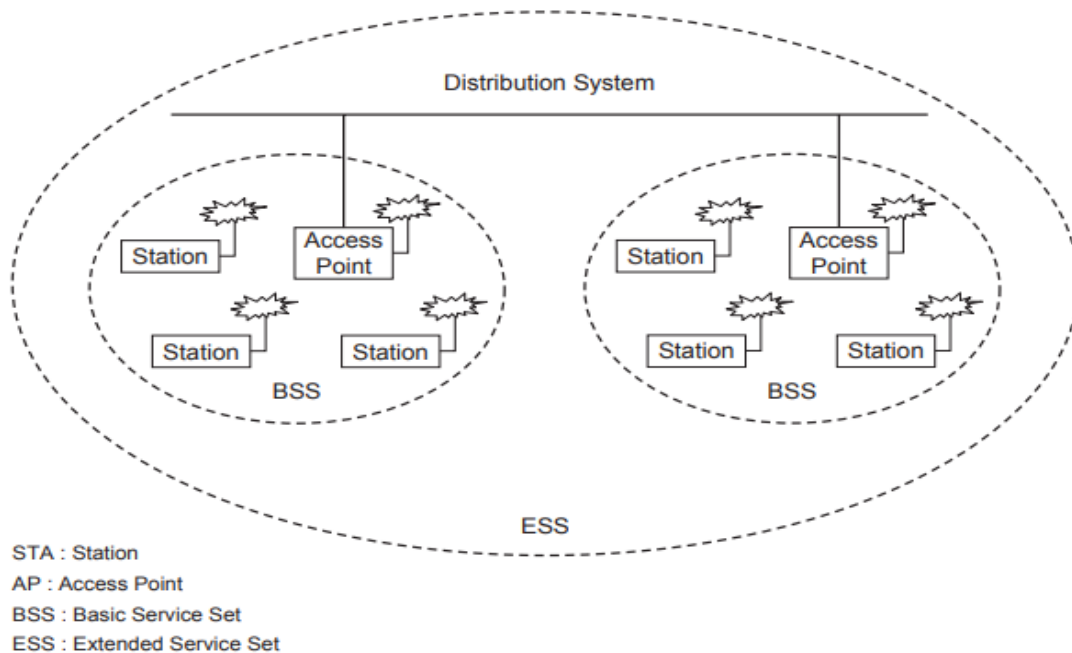 Distribution System
Station
Access
Point
Station
Station
BSS
Station
Access
Point
Station
Station
BSS
ESS
STA : Station
AP : Access Point
BSS : Basic Service Set
ESS : Extended Service Set